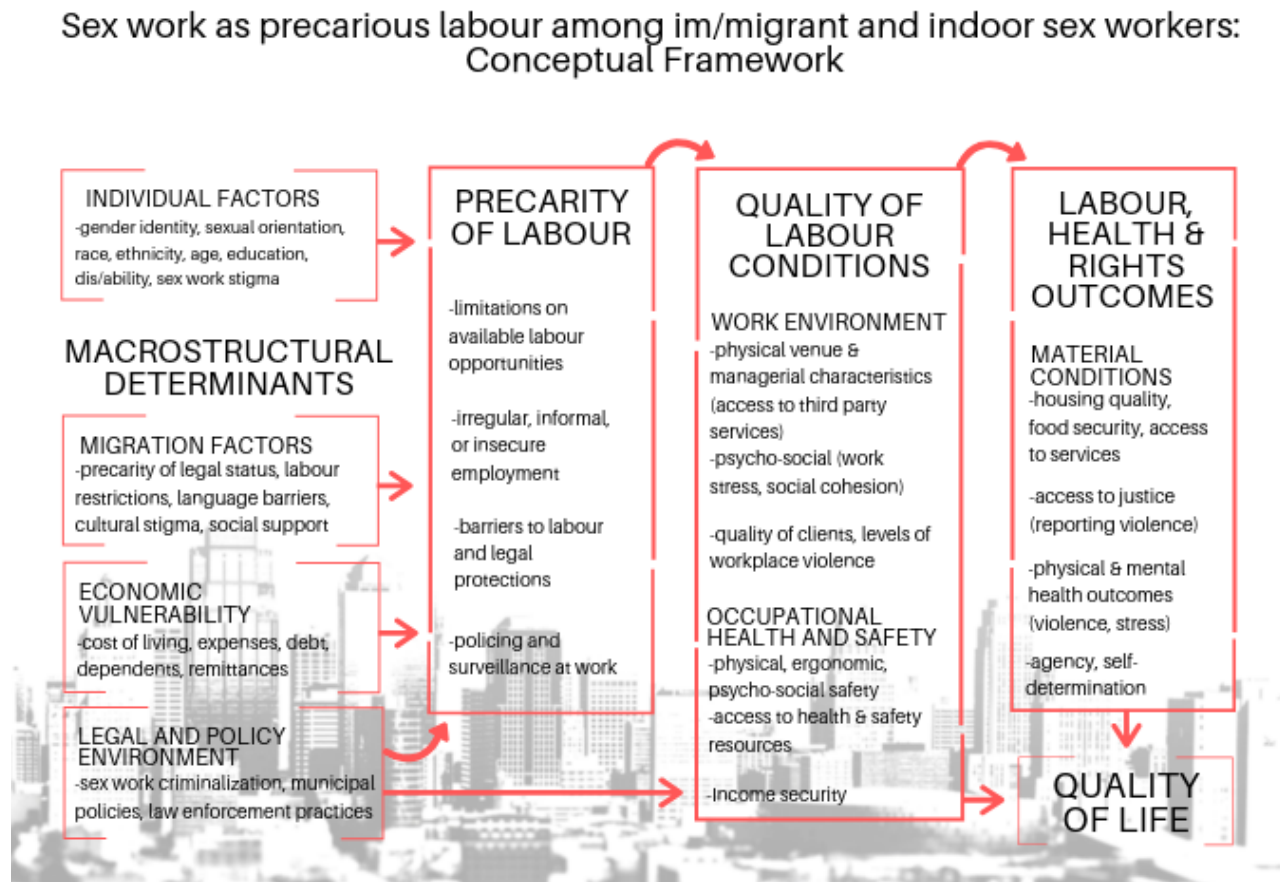 Sex work as precarious labour among im/migrant and indoor sex workers:
Conceptual Framework
INDIVIDUAL FACTORS
-gender identity, sexual orientation,
race, ethnicity, age, education,
dis/ability, sex work stigma
MACROSTRUCTURAL
DETERMINANTS
MIGRATION FACTORS
-precarity of legal status, labour
restrictions, language barriers,
cultural stigma, social support
ECONOMIC
VULNERABILITY
-cost of living, expenses, debt,
dependents, remittances
LEGAL AND POLICY
ENVIRONMENT
-sex work criminalization, municipal
policies, law enforcement practices
PRECARITY
OF LABOUR
-limitations on
available labour
opportunities
-irregular, informal,
or insecure
employment
-barriers to labour
and legal
protections
-policing and
surveillance at work
QUALITY OF
LABOUR
CONDITIONS
WORK ENVIRONMENT
-physical venue &
managerial characteristics
(access to third party
services)
-psycho-social (work
stress, social cohesion)
-quality of clients, levels of
workplace violence
OCCUPATIONAL
HEALTH AND SAFETY
-physical, ergonomic,
psycho-social safety
-access to health & safety
resources
-Income security
LABOUR,
HEALTH &
RIGHTS
OUTCOMES
MATERIAL
CONDITIONS
-housing quality,
food security, access
to services
-access to justice
(reporting violence)
-physical & mental
health outcomes
(violence, stress)
-agency, self-
determination
QUALITY
OF LIFE